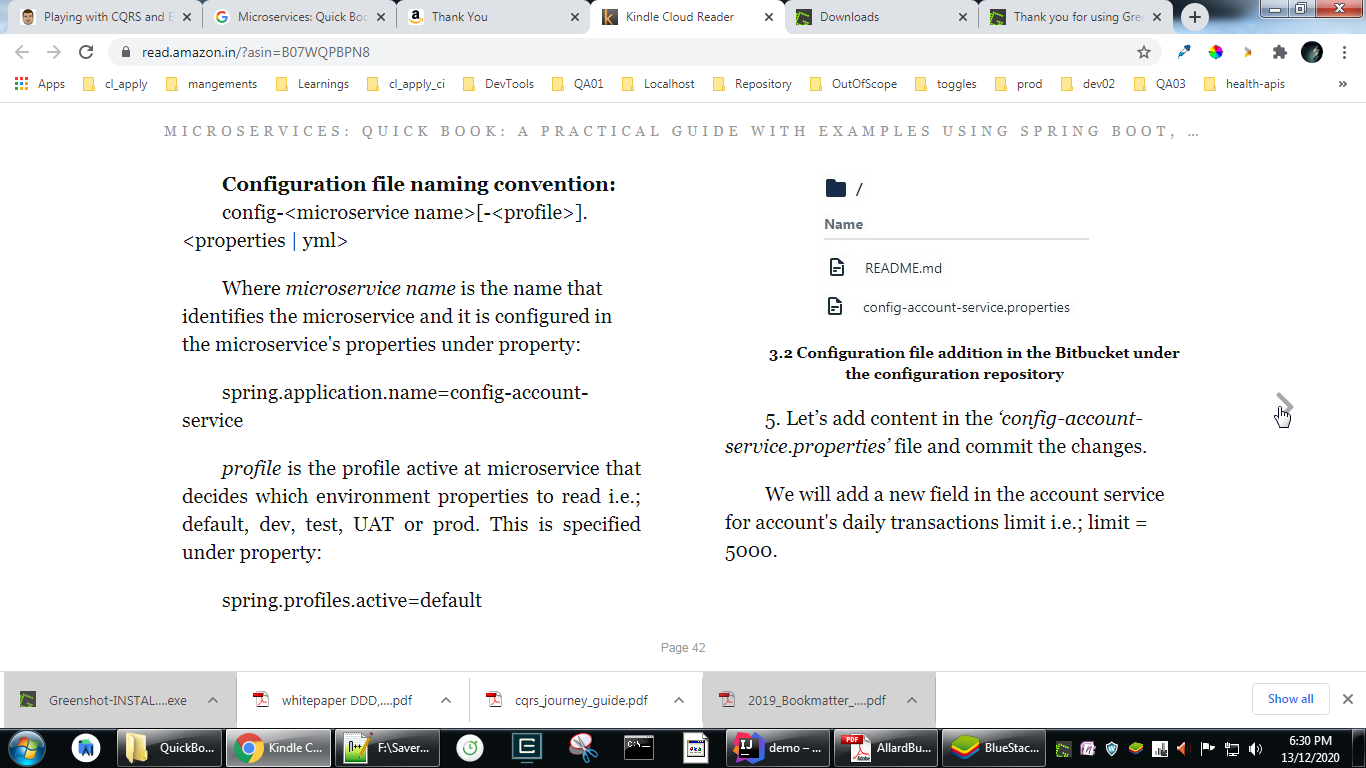 Playing with CQRS and E
Microservices: Quick Boo
Thank You
Kindle Cloud Reader
Downloads
Thank you for using Gre
read.amazon.in/?asin=B07WQPBPN8
Apps
cl_apply
mangements
Learnings
cl_apply_ci
DevTools
QA01
Localhost
Repository
OutOfScope
toggles
prod
dev02
QA03
health-apis
»
MICROSERVICES: QUICK BOOK: A PRACTICAL GUIDE WITH EXAMPLES USING SPRING BOOT, …
Configuration file naming convention:
config-<microservice name>[-<profile>].
<properties | yml>
Where microservice name is the name that
identifies the microservice and it is configured in
the microservice's properties under property:
spring.application.name=config-account-
service
profile is the profile active at microservice that
decides which environment properties to read i.e.;
default, dev, test, UAT or prod. This is specified
under property:
spring.profiles.active=default
/
Name
README.md
config-account-service.properties
3.2 Configuration file addition in the Bitbucket under
the configuration repository
5. Let’s add content in the ‘config-account-
service.properties’ file and commit the changes.
We will add a new field in the account service
for account's daily transactions limit i.e.; limit =
5000.
Page 42
Greenshot-INSTAL....exe
whitepaper DDD,....pdf
cqrs_journey_guide.pdf
2019_Bookmatter_....pdf
Show all
QuickBo...
Kindle C...
F:\Saver...
demo – ...
AllardBu...
BlueStac...
6:30 PM
13/12/2020